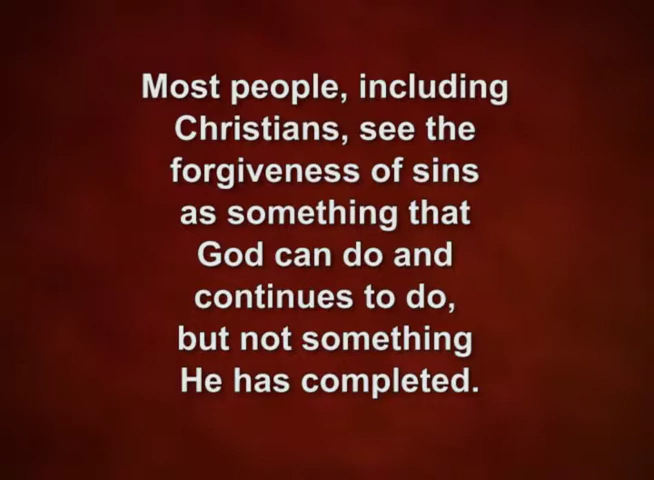 Most people, including
Christians, see the
forgiveness of sins
as something that
God can do and
continues to do,
but not something
He has completed.